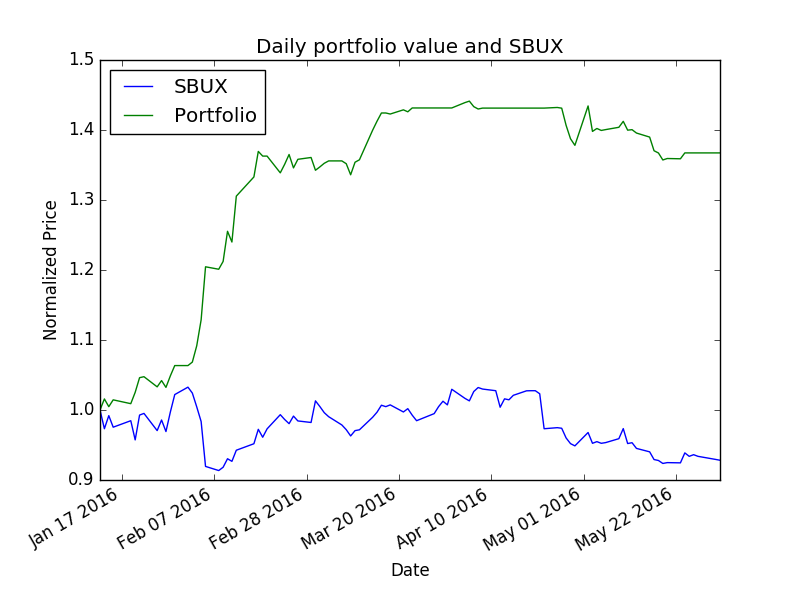 Daily portfolio value and SBUX
SBUX
Portfolio
Normalized Price
1.5
1.4
1.3
1.2
1.1
1.0
0.9
Jan 17 2016
Feb 07 2016
Feb 28 2016
Mar 20 2016
Apr 10 2016
May 01 2016
May 22 2016
Date